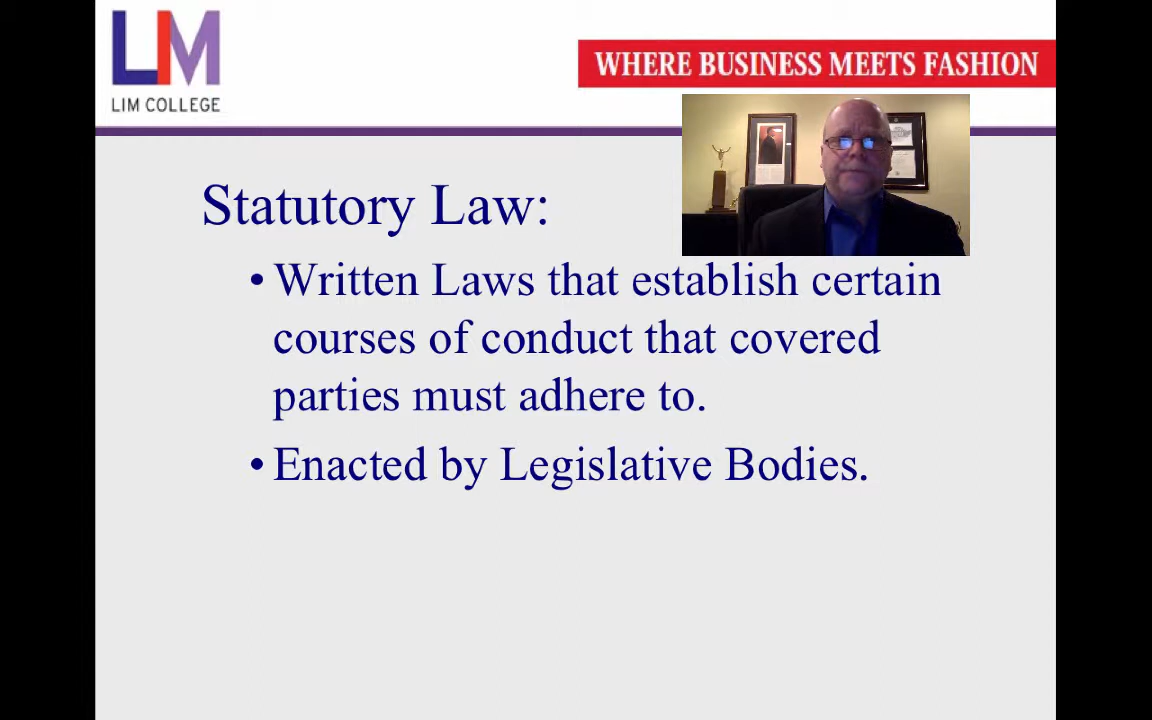 LIM
LIM COLLEGE
WHERE BUSINESS MEETS FASHION
Statutory Law:
• Written Laws that establish certain
courses of conduct that covered
parties must adhere to.
• Enacted by Legislative Bodies.